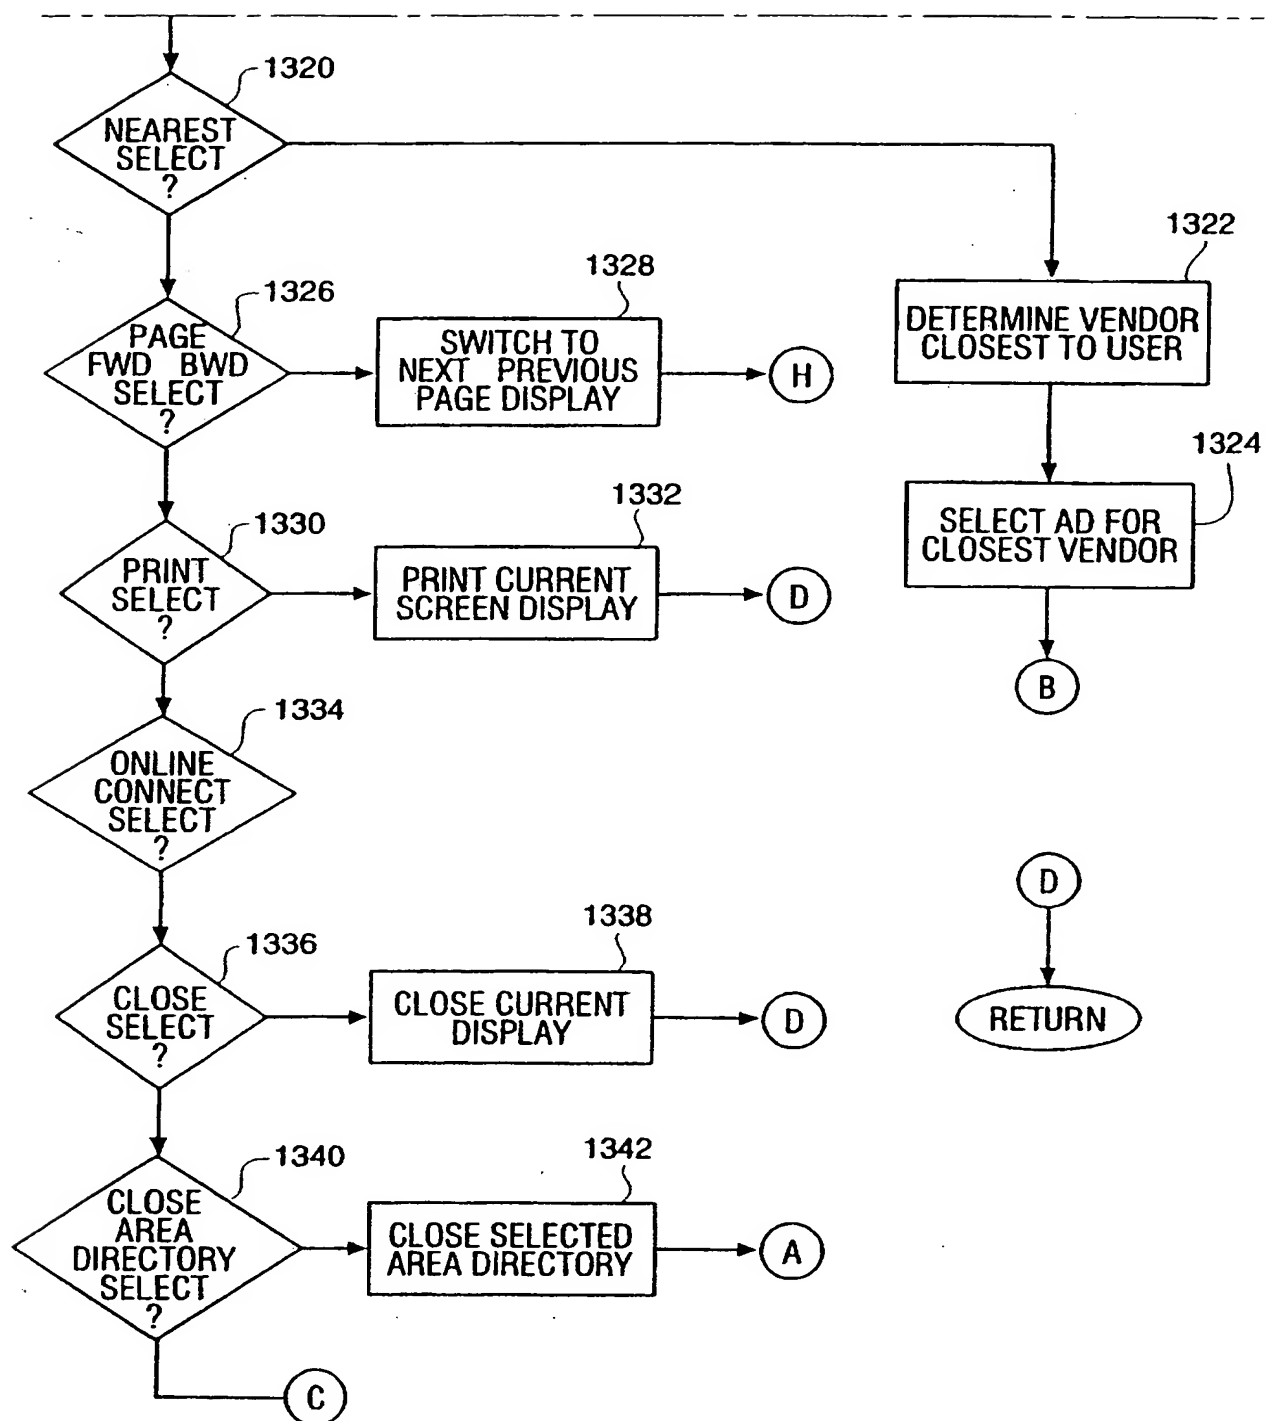 1320
NEAREST
SELECT
?
1322
DETERMINE VENDOR
CLOSEST TO USER
1326
PAGE
FWD BWD
SELECT
?
1328
SWITCH TO
NEXT PREVIOUS
PAGE DISPLAY
H
1324
SELECT AD FOR
CLOSEST VENDOR
B
1330
PRINT
SELECT
?
1332
PRINT CURRENT
SCREEN DISPLAY
D
1334
ONLINE
CONNECT
SELECT
?
1336
CLOSE
SELECT
?
1338
CLOSE CURRENT
DISPLAY
D
D
RETURN
1340
CLOSE
AREA
DIRECTORY
SELECT
?
1342
CLOSE SELECTED
AREA DIRECTORY
A
C